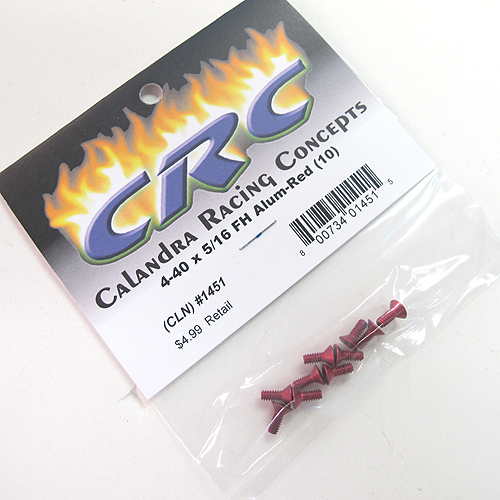 CRC
Calandra Racing Concepts
4-40 x 5/16 FH Alum-Red (10)
(CLN) #1451
$4.99 Retail
8 00734 01451 5